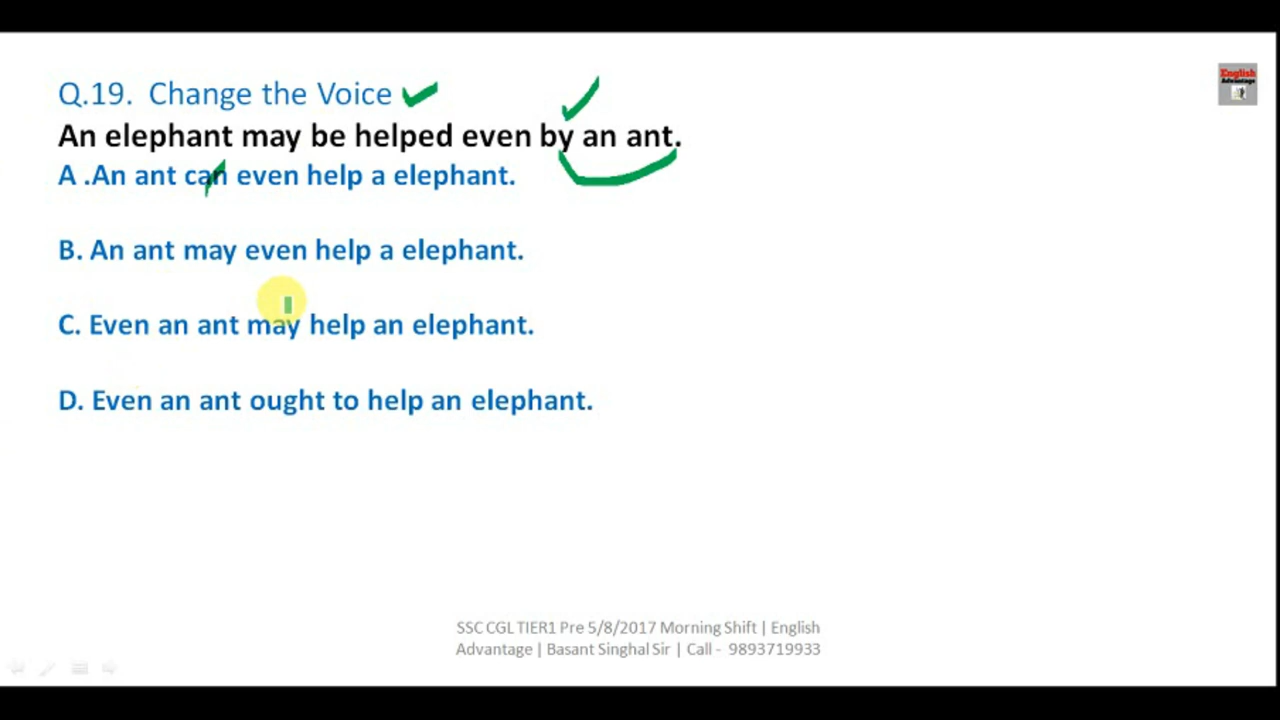 English
Advantage
Q.19. Change the Voice
An elephant may be helped even by an ant.
A .An ant can even help a elephant.
B. An ant may even help a elephant.
C. Even an ant may help an elephant.
D. Even an ant ought to help an elephant.
SSC CGL TIER1 Pre 5/8/2017 Morning Shift | English
Advantage | Basant Singhal Sir | Call - 9893719933